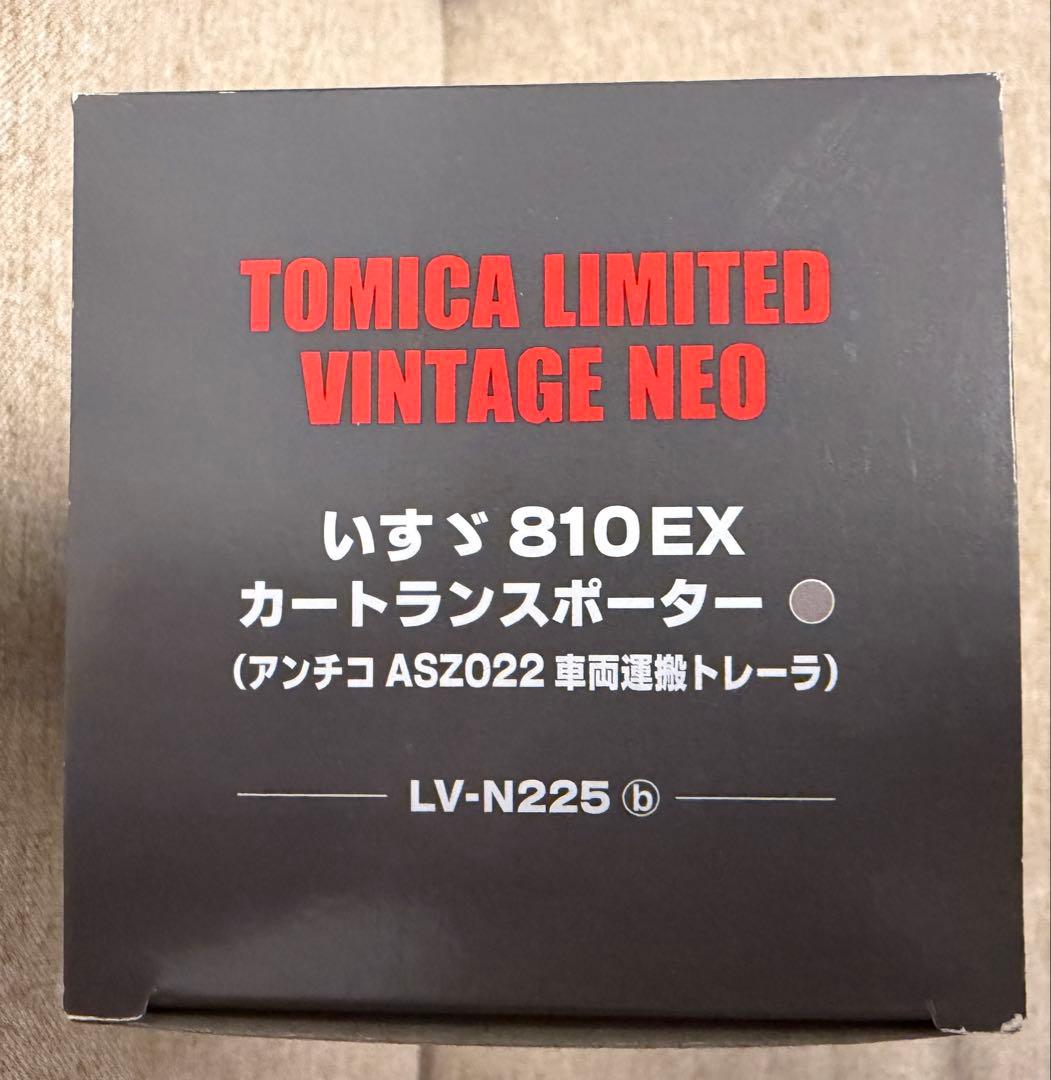 TOMICA LIMITED
VINTAGE NEO
いすゞ 810EX
カートランスポーター
(アンチコ ASZ022 車両運搬トレーラ)
LV-N225 ⓑ